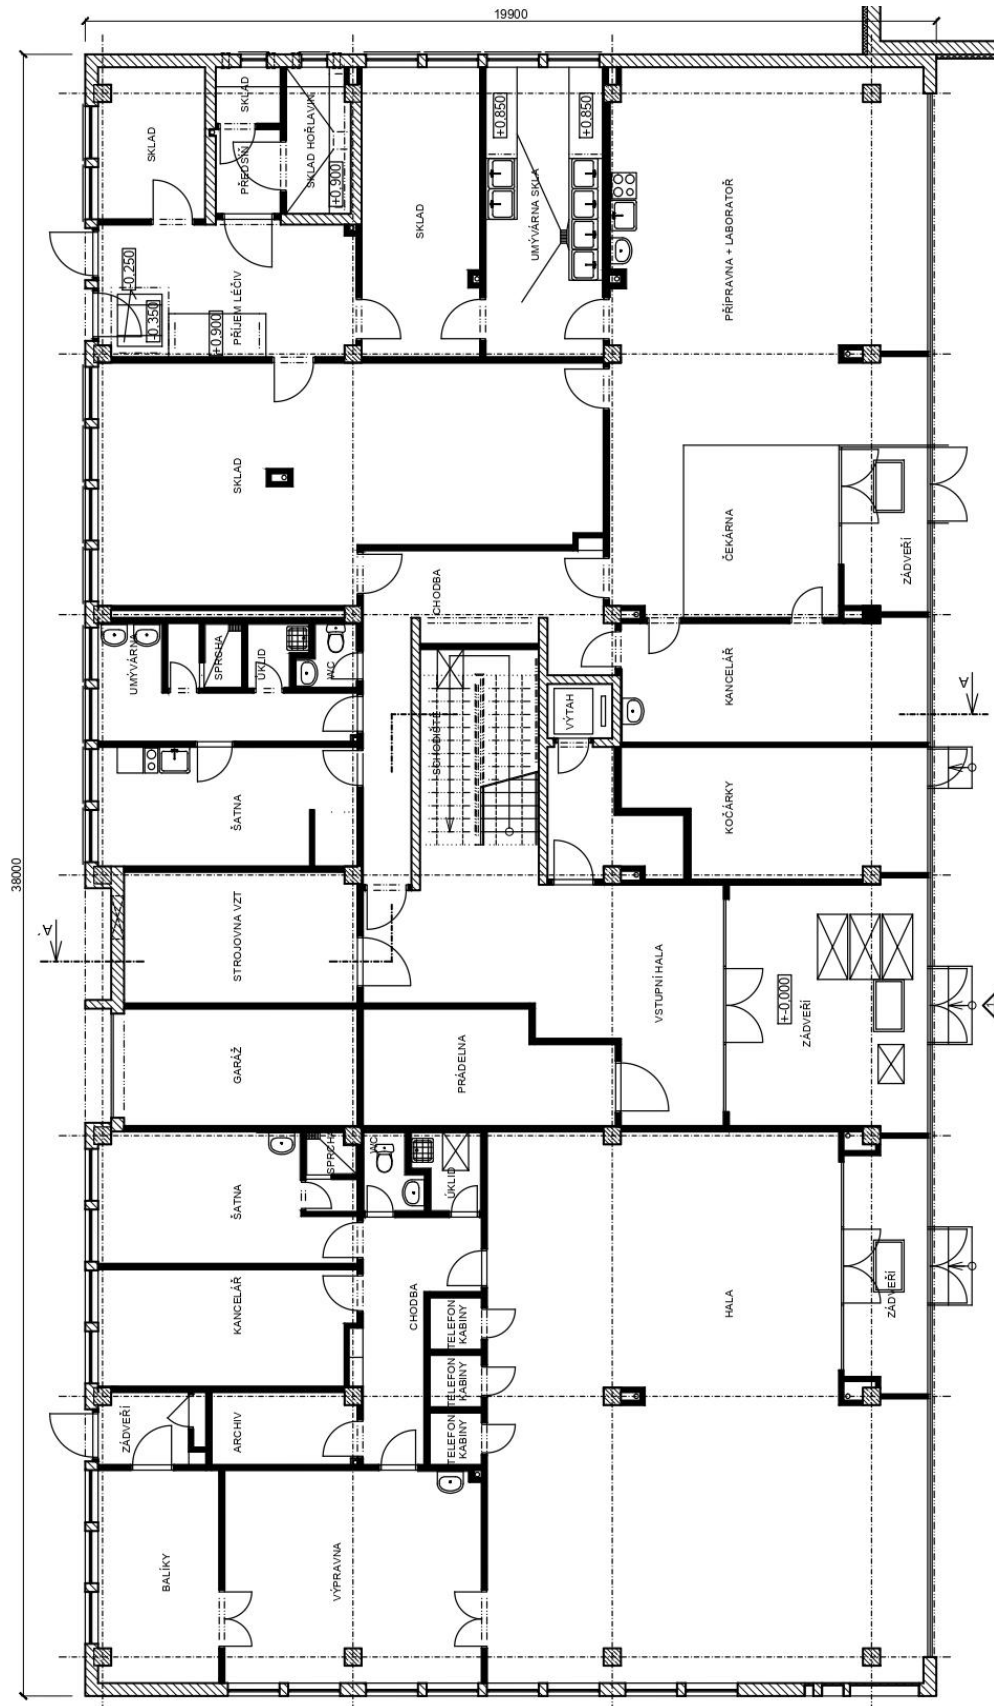 19900
38000
SKLAD
SKLAD
PŘEDSÍŇ
SKLAD HOŘLAVIN
+0.900
SKLAD
+0.850
+0.850
UMÝVÁRNA SKLA
PŘÍPRAVNA + LABORATOŘ
-0.250
-0.350
+0.900
PŘÍJEM LÉČIV
SKLAD
ČEKÁRNA
ZÁDVEŘÍ
CHODBA
UMÝVÁRNA
SPRCHA
ÚKLID
WC
SCHODIŠTĚ
VÝTAH
KANCELÁŘ
A'
ŠATNA
KOČÁRKY
A'
STROJOVNA VZT
VSTUPNÍ HALA
+-0,000
ZÁDVEŘÍ
GARÁŽ
PRÁDELNA
ŠATNA
SPRCHA
WC
ÚKLID
KANCELÁŘ
CHODBA
TELEFON
KABINY
TELEFON
KABINY
TELEFON
KABINY
HALA
ZÁDVEŘÍ
ZÁDVEŘÍ
ARCHIV
BALÍKY
VÝPRAVNA